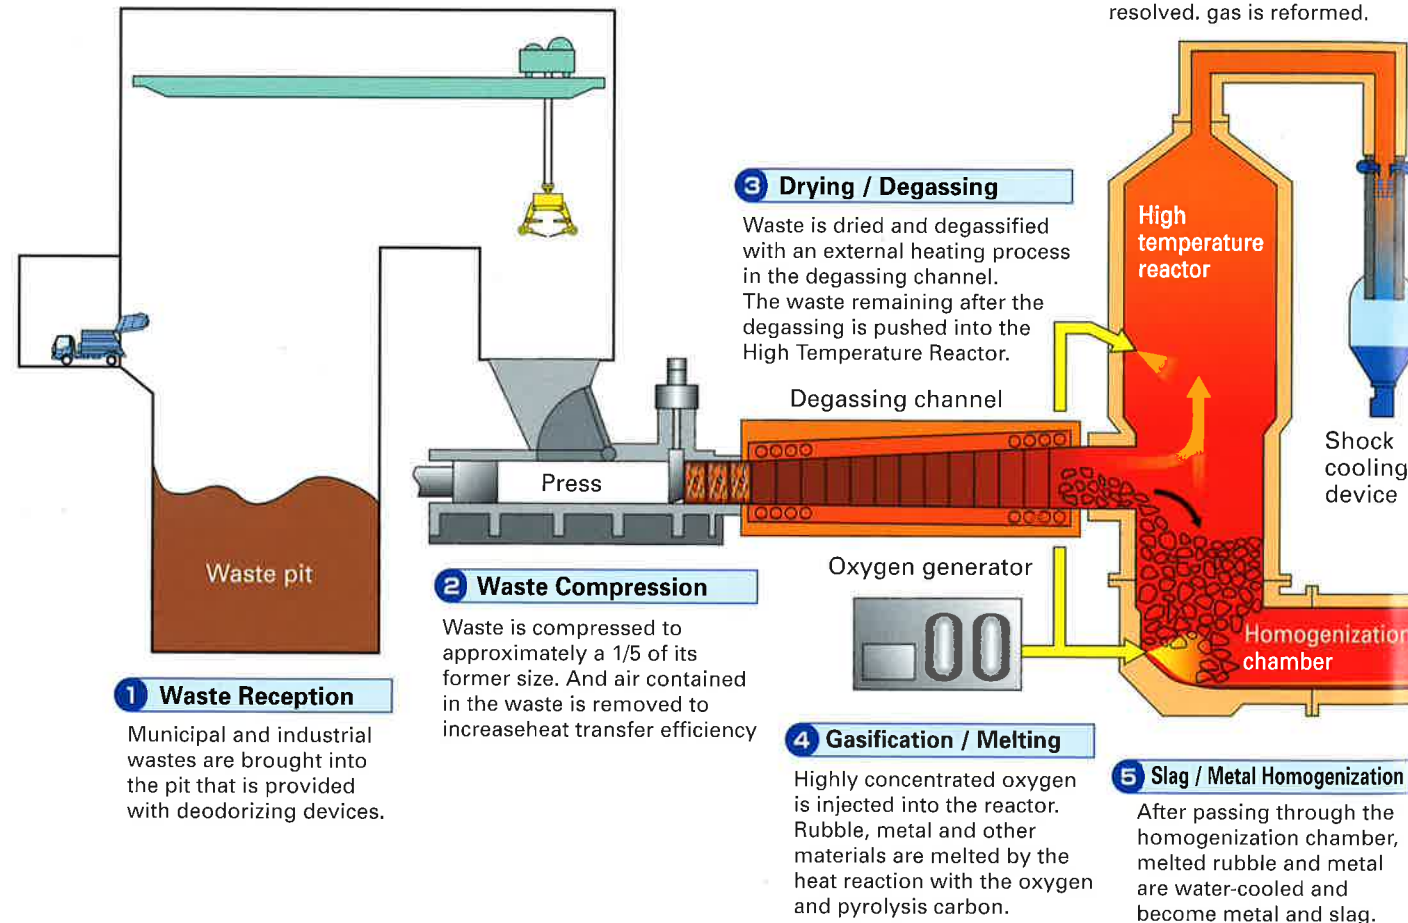 resolved. gas is reformed.
3 Drying / Degassing
Waste is dried and degassified
with an external heating process
in the degassing channel.
The waste remaining after the
degassing is pushed into the
High Temperature Reactor.
High
temperature
reactor
Degassing channel
Shock
cooling
device
Press
Waste pit
Oxygen generator
2 Waste Compression
Waste is compressed to
approximately a 1/5 of its
former size. And air contained
in the waste is removed to
increaseheat transfer efficiency
Homogenization
chamber
1 Waste Reception
Municipal and industrial
wastes are brought into
the pit that is provided
with deodorizing devices.
4 Gasification / Melting
Highly concentrated oxygen
is injected into the reactor.
Rubble, metal and other
materials are melted by the
heat reaction with the oxygen
and pyrolysis carbon.
5 Slag / Metal Homogenization
After passing through the
homogenization chamber,
melted rubble and metal
are water-cooled and
become metal and slag.